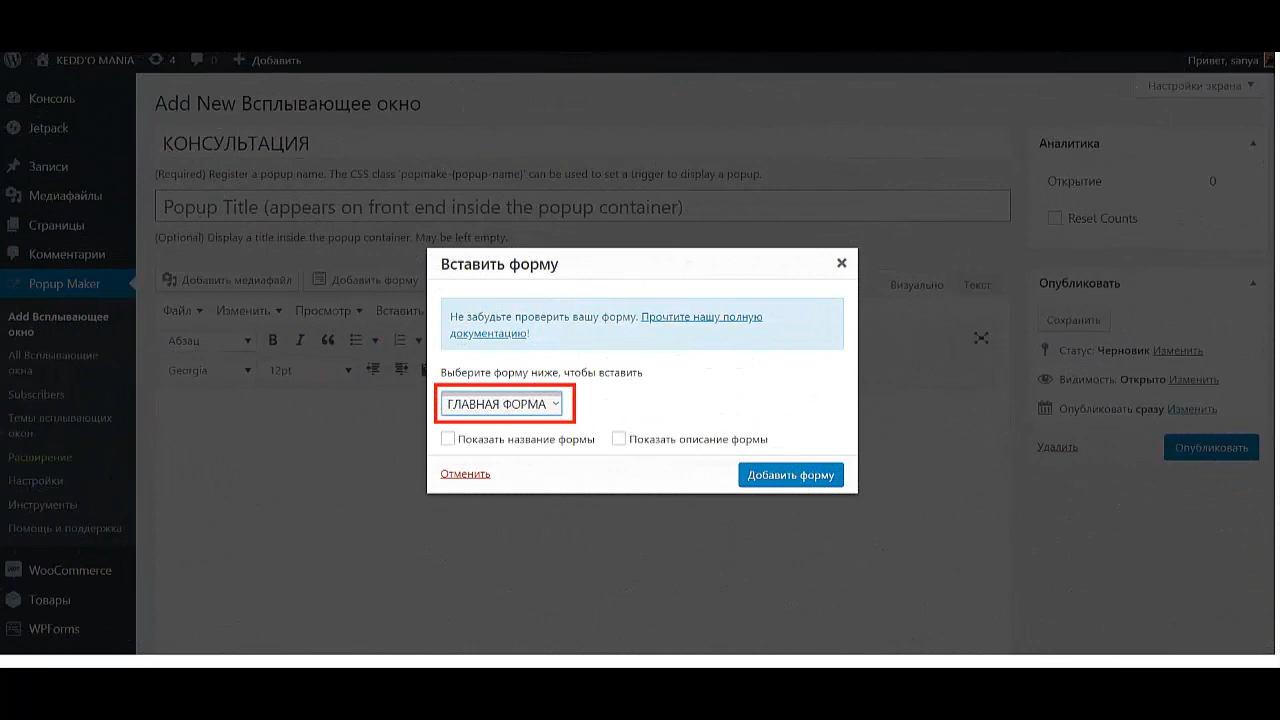 KEDD'O MANIA 4 0 Добавить Привет, sanya
Настройки экрана
Консоль
Jetpack
Записи
Медиафайлы
Страницы
Комментарии
Popup Maker
Add Всплывающее
окно
All Всплывающие
окна
Subscribers
Темы всплывающих
окон
Расширение
Настройки
Инструменты
Помощь и поддержка
WooCommerce
Товары
WPForms
Add New Всплывающее окно
КОНСУЛЬТАЦИЯ
(Required) Register a popup name. The CSS class 'popmake-{popup-name}' can be used to set a trigger to display a popup.
Popup Title (appears on front end inside the popup container)
(Optional) Display a title inside the popup container. May be left empty.
Добавить медиафайл Добавить форму Визуально Текст
Файл Изменить Просмотр Вставить
Абзац B I
Georgia 12pt
Вставить форму
Не забудьте проверить вашу форму. Прочтите нашу полную
документацию!
Выберите форму ниже, чтобы вставить
ГЛАВНАЯ ФОРМА
Показать название формы Показать описание формы
Отменить Добавить форму
Аналитика
Открытие 0
Reset Counts
Опубликовать
Сохранить
Статус: Черновик Изменить
Видимость: Открыто Изменить
Опубликовать сразу Изменить
Удалить Опубликовать